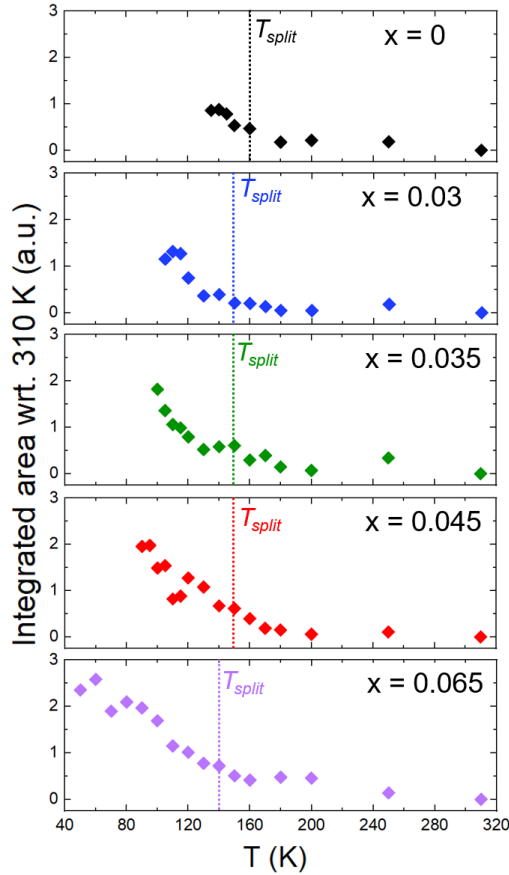 3
T_split
x = 0
2
1
0
3
T_split
x = 0.03
2
1
0
3
T_split
x = 0.035
2
1
0
3
T_split
x = 0.045
2
1
0
3
T_split
x = 0.065
2
1
0
40 80 120 160 200 240 280 320
T (K)
Integrated area wrt. 310 K (a.u.)